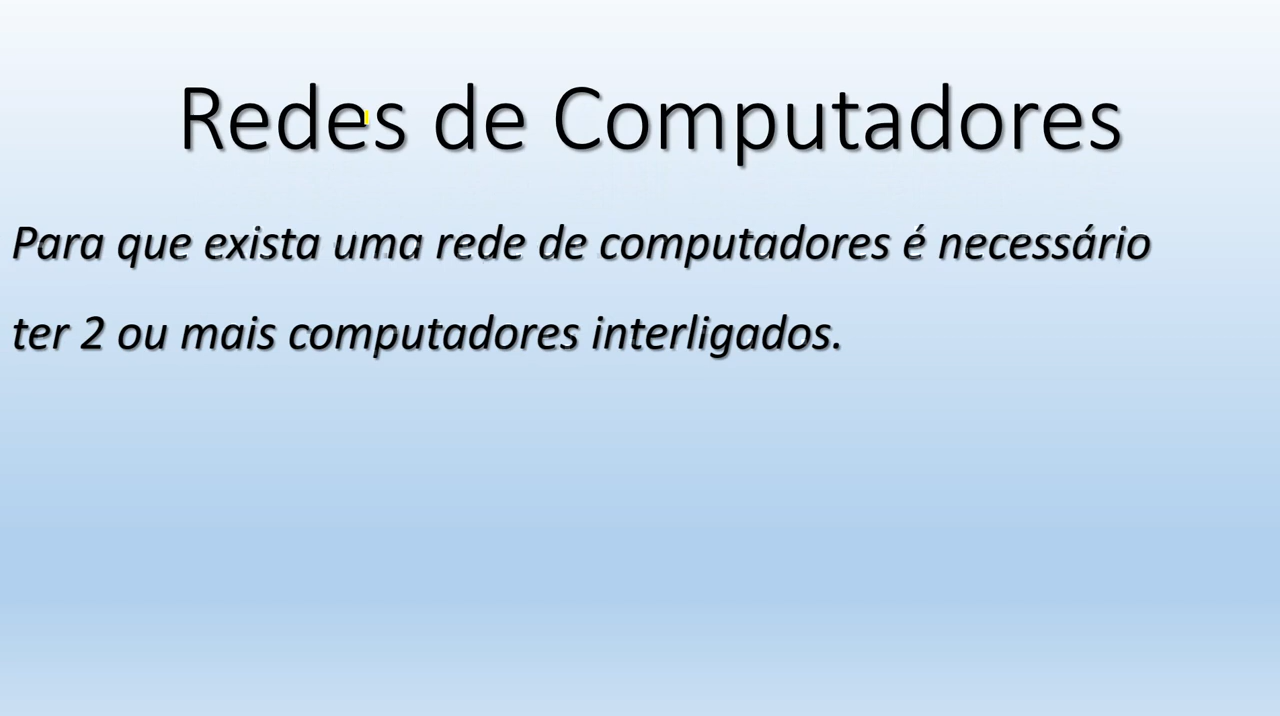 Redes de Computadores
Para que exista uma rede de computadores é necessário
ter 2 ou mais computadores interligados.